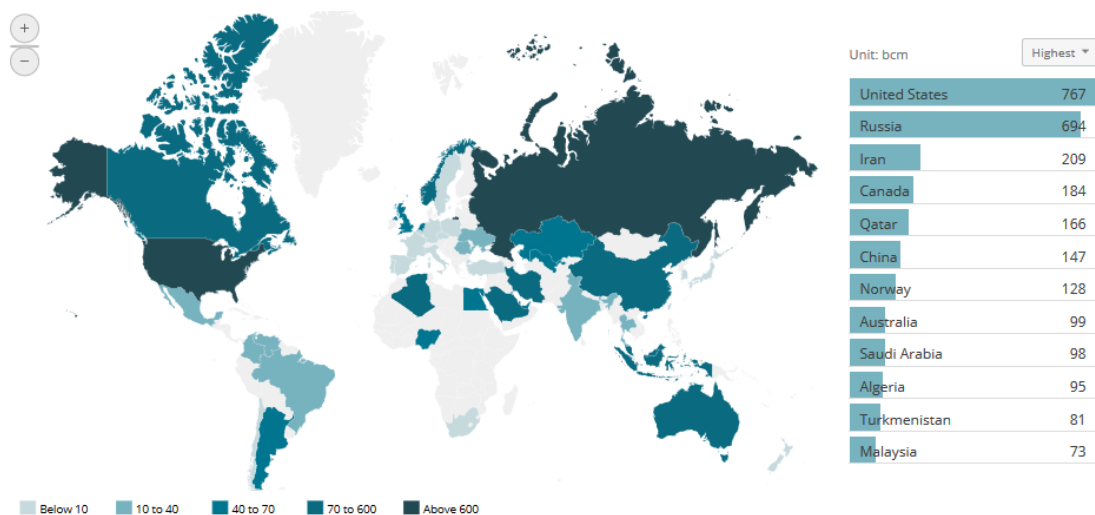 +
−
Unit: bcm
Highest
United States 767
Russia 694
Iran 209
Canada 184
Qatar 166
China 147
Norway 128
Australia 99
Saudi Arabia 98
Algeria 95
Turkmenistan 81
Malaysia 73
Below 10 10 to 40 40 to 70 70 to 600 Above 600